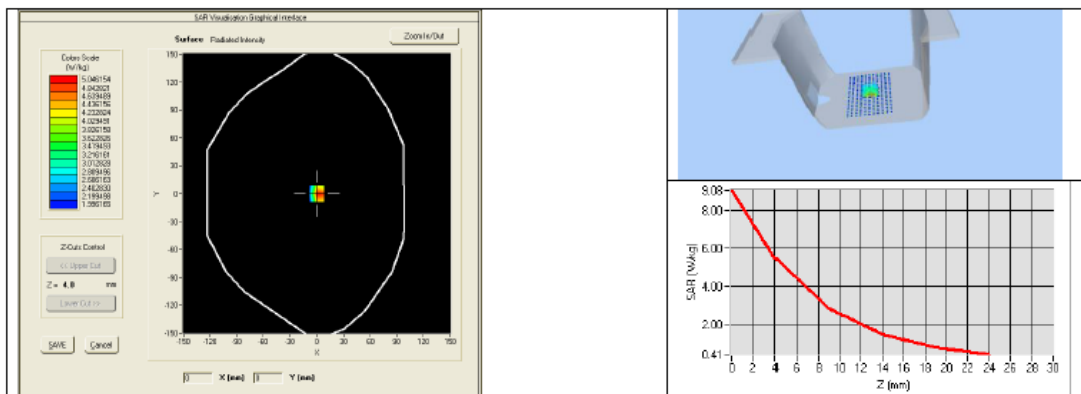 SAR Visualisation Graphical Interface
Surface Radiated Intensity
Zoom In/Out
Colors Scale
(W/kg)
5.046154
4.842821
4.639489
4.436156
4.232824
4.029491
3.826159
3.622826
3.419493
3.216161
3.012828
2.809496
2.606163
2.402830
2.199498
1.996165
Z-Cuts Control
<< Upper Cut
Z = 4.0 mm
Lower Cut >>
SAVE Cancel
Y
150-
120-
90-
60-
30-
0-
-30-
-60-
-90-
-120-
-150-
-150 -120 -90 -60 -30 0 30 60 90 120 150
X
0 X (mm) 0 Y (mm)
SAR (W/kg)
9.08-
8.00-
6.00-
4.00-
2.00-
0.41-
0 2 4 6 8 10 12 14 16 18 20 22 24 26 28 30
Z (mm)